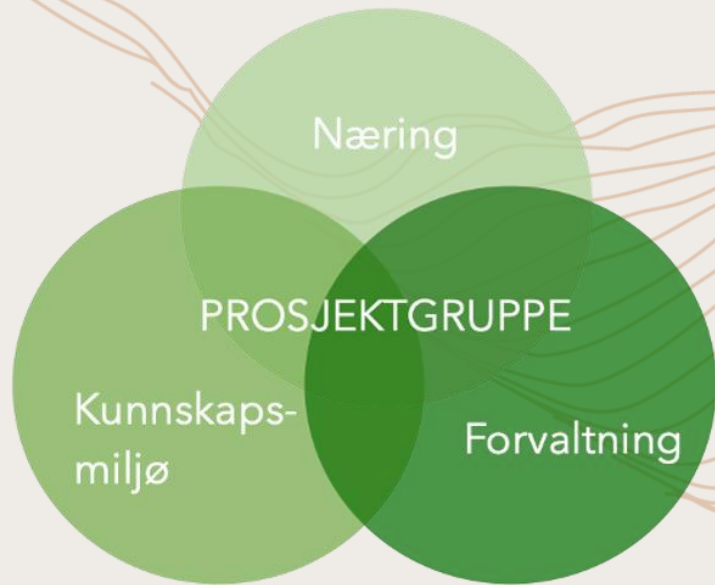 Næring
PROSJEKTGRUPPE
Kunnskaps-
miljø
Forvaltning